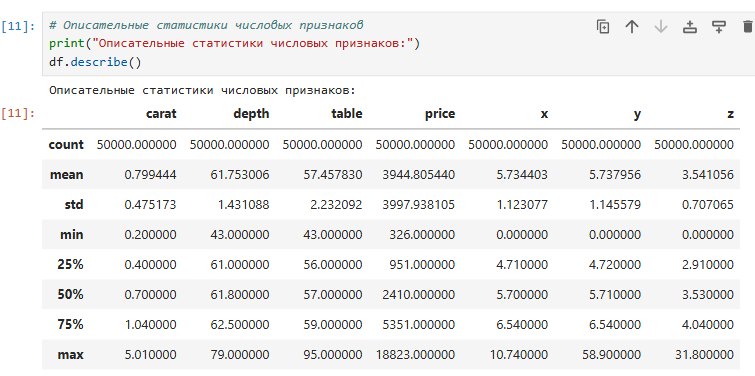 [11]: # Описательные статистики числовых признаков
print("Описательные статистики числовых признаков:")
df.describe()
Описательные статистики числовых признаков:
[11]: carat depth table price x y z
count 50000.000000 50000.000000 50000.000000 50000.000000 50000.000000 50000.000000 50000.000000
mean 0.799444 61.753006 57.457830 3944.805440 5.734403 5.737956 3.541056
std 0.475173 1.431088 2.232092 3997.938105 1.123077 1.145579 0.707065
min 0.200000 43.000000 43.000000 326.000000 0.000000 0.000000 0.000000
25% 0.400000 61.000000 56.000000 951.000000 4.710000 4.720000 2.910000
50% 0.700000 61.800000 57.000000 2410.000000 5.700000 5.710000 3.530000
75% 1.040000 62.500000 59.000000 5351.000000 6.540000 6.540000 4.040000
max 5.010000 79.000000 95.000000 18823.000000 10.740000 58.900000 31.800000